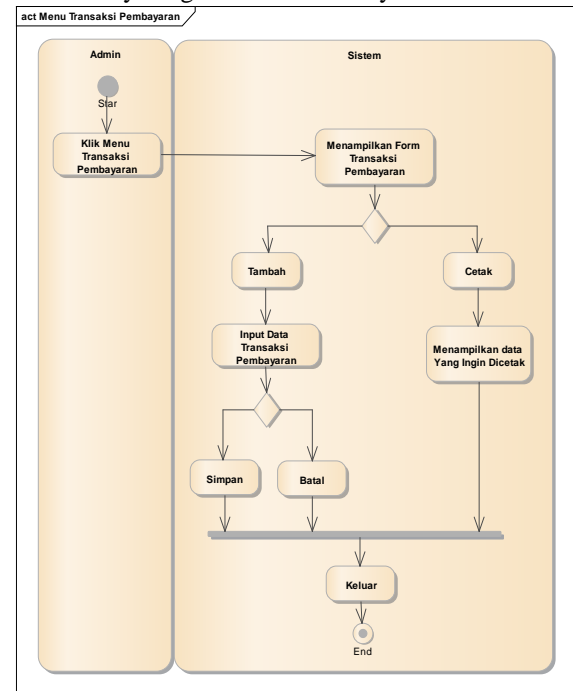 act Menu Transaksi Pembayaran
Admin
Sistem
Star
Klik Menu
Transaksi
Pembayaran
Menampilkan Form
Transaksi
Pembayaran
Tambah
Cetak
Input Data
Transaksi
Pembayaran
Menampilkan data
Yang Ingin Dicetak
Simpan
Batal
Keluar
End